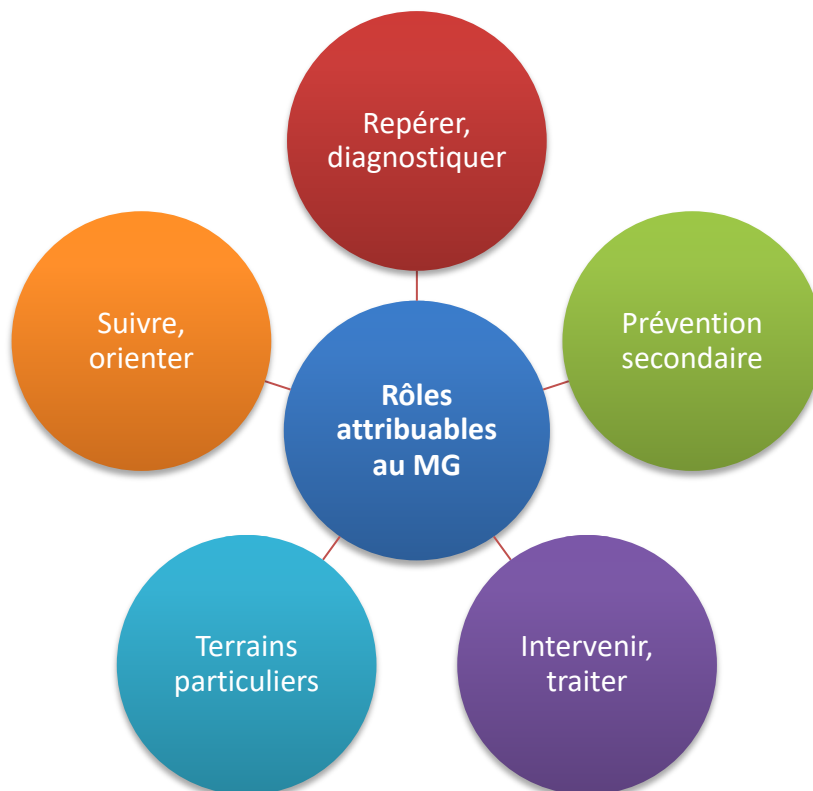 Repérer,
diagnostiquer
Suivre,
orienter
Prévention
secondaire
Rôles
attribuables
au MG
Terrains
particuliers
Intervenir,
traiter